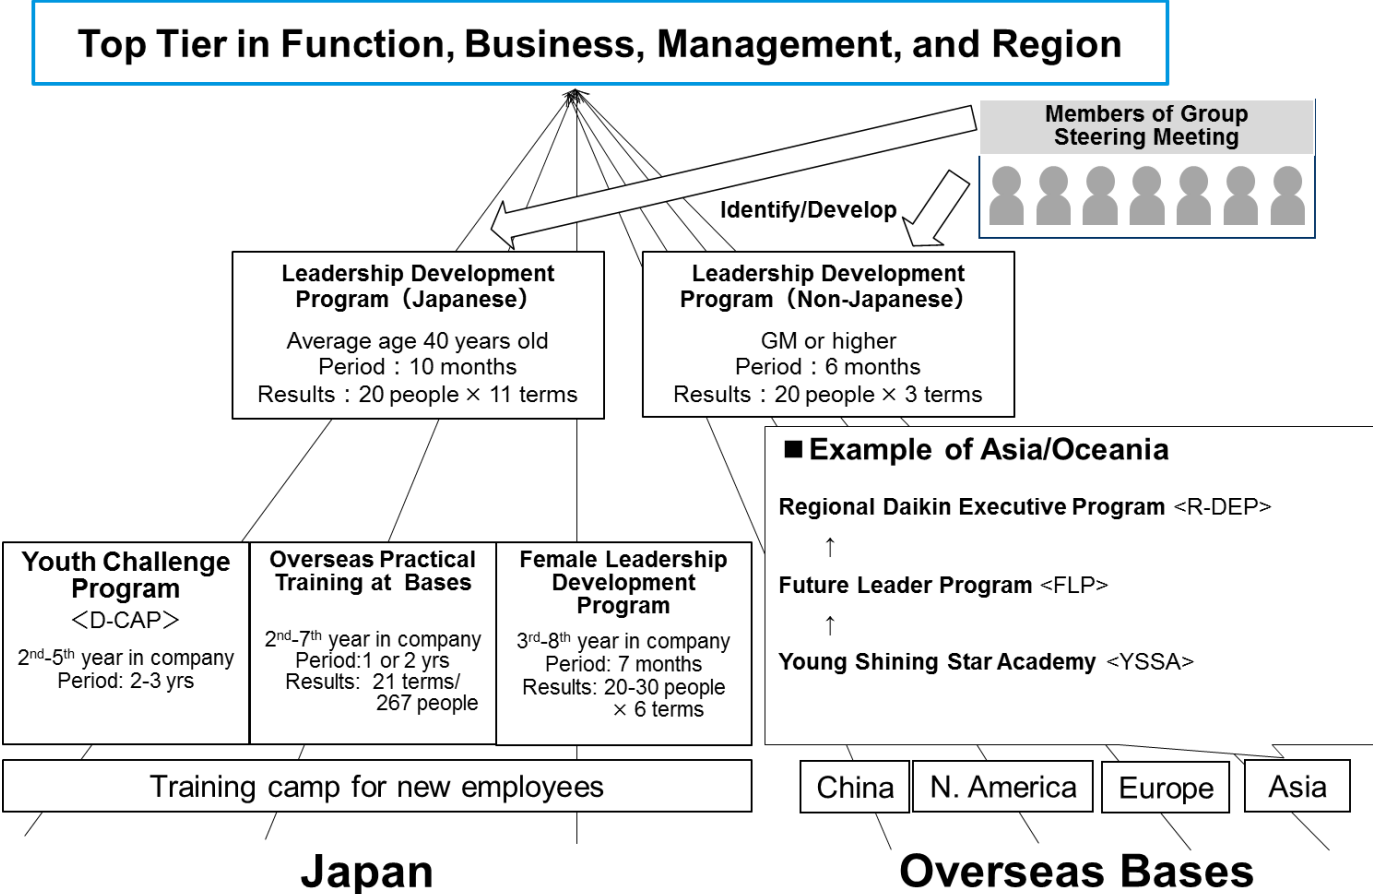 Top Tier in Function, Business, Management, and Region
Members of Group
Steering Meeting
Identify/Develop
Leadership Development
Program（Japanese）
Average age 40 years old
Period：10 months
Results：20 people × 11 terms
Leadership Development
Program（Non-Japanese）
GM or higher
Period：6 months
Results：20 people × 3 terms
■ Example of Asia/Oceania
Regional Daikin Executive Program <R-DEP>
↑
Future Leader Program <FLP>
↑
Young Shining Star Academy <YSSA>
Youth Challenge
Program
＜D-CAP＞
2nd-5th year in company
Period: 2-3 yrs
Overseas Practical
Training at Bases
2nd-7th year in company
Period:1 or 2 yrs
Results: 21 terms/
267 people
Female Leadership
Development
Program
3rd-8th year in company
Period: 7 months
Results: 20-30 people
× 6 terms
Training camp for new employees
China
N. America
Europe
Asia
Japan
Overseas Bases